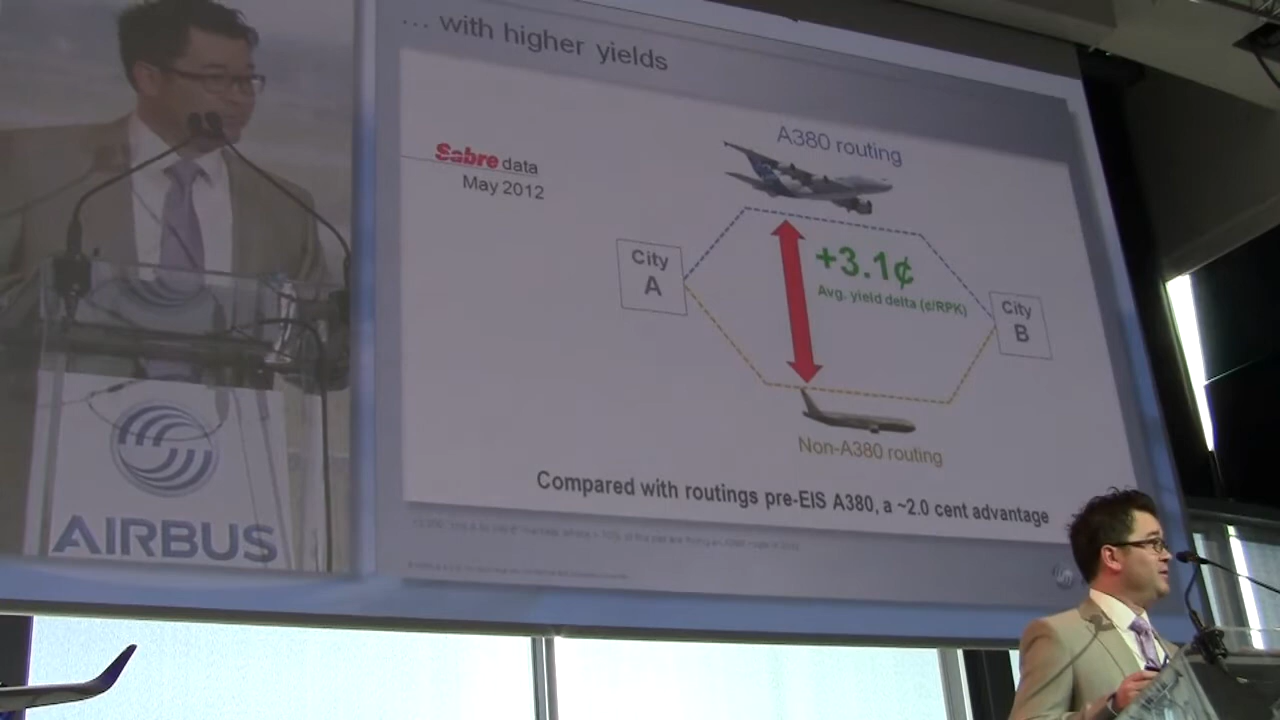 ... with higher yields
Sabre data
May 2012
A380 routing
City
A
+3.1¢
Avg. yield delta (¢/RPK)
City
B
Non-A380 routing
Compared with routings pre-EIS A380, a ~2.0 cent advantage
AIRBUS